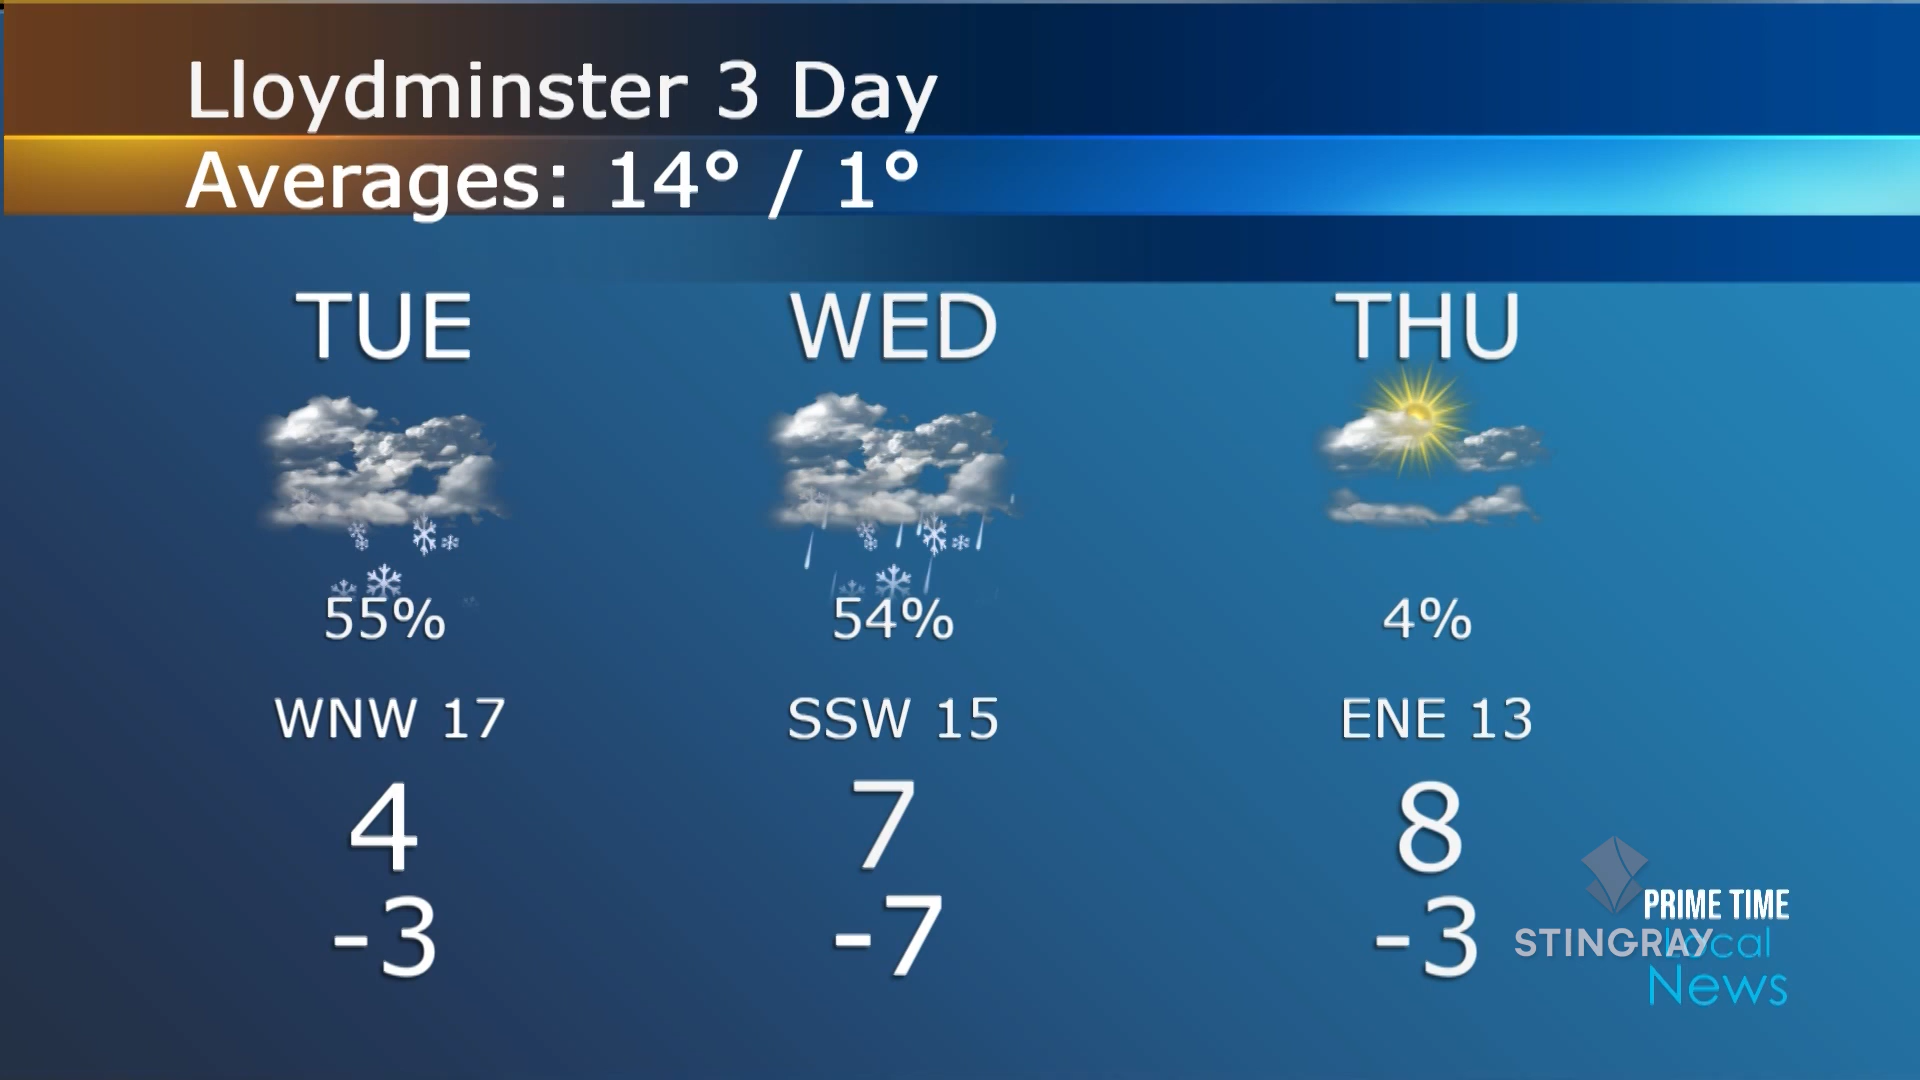 Lloydminster 3 Day
Averages: 14° / 1°
TUE WED THU
55% 54% 4%
WNW 17 SSW 15 ENE 13
4 7 8
-3 -7 -3
PRIME TIME
STINGRAY
Local
News